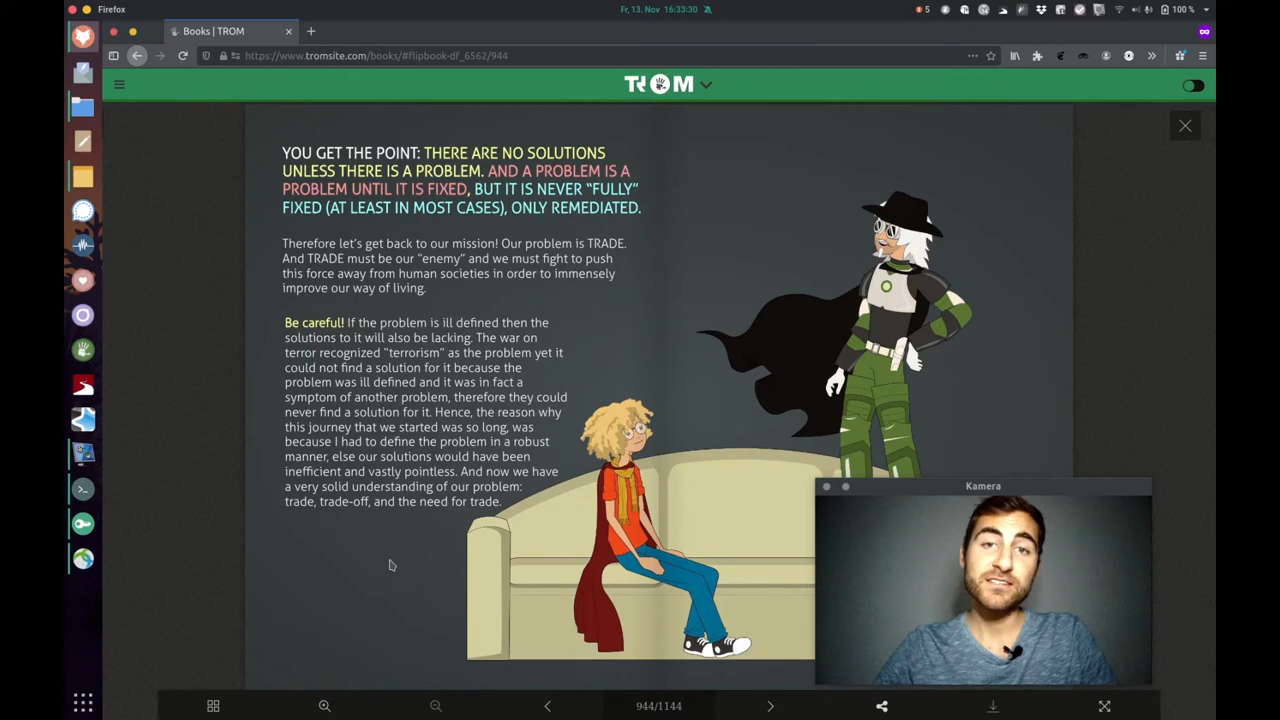 Firefox
Fr, 13. Nov 16:33:30
5
100 %
Books | TROM
https://www.tromsite.com/books/#flipbook-df_6562/944
TROM
YOU GET THE POINT: THERE ARE NO SOLUTIONS
UNLESS THERE IS A PROBLEM. AND A PROBLEM IS A
PROBLEM UNTIL IT IS FIXED, BUT IT IS NEVER “FULLY”
FIXED (AT LEAST IN MOST CASES), ONLY REMEDIATED.
Therefore let’s get back to our mission! Our problem is TRADE.
And TRADE must be our “enemy” and we must fight to push
this force away from human societies in order to immensely
improve our way of living.
Be careful! If the problem is ill defined then the
solutions to it will also be lacking. The war on
terror recognized “terrorism” as the problem yet it
could not find a solution for it because the
problem was ill defined and it was in fact a
symptom of another problem, therefore they could
never find a solution for it. Hence, the reason why
this journey that we started was so long, was
because I had to define the problem in a robust
manner, else our solutions would have been
inefficient and vastly pointless. And now we have
a very solid understanding of our problem:
trade, trade-off, and the need for trade.
Kamera
944/1144